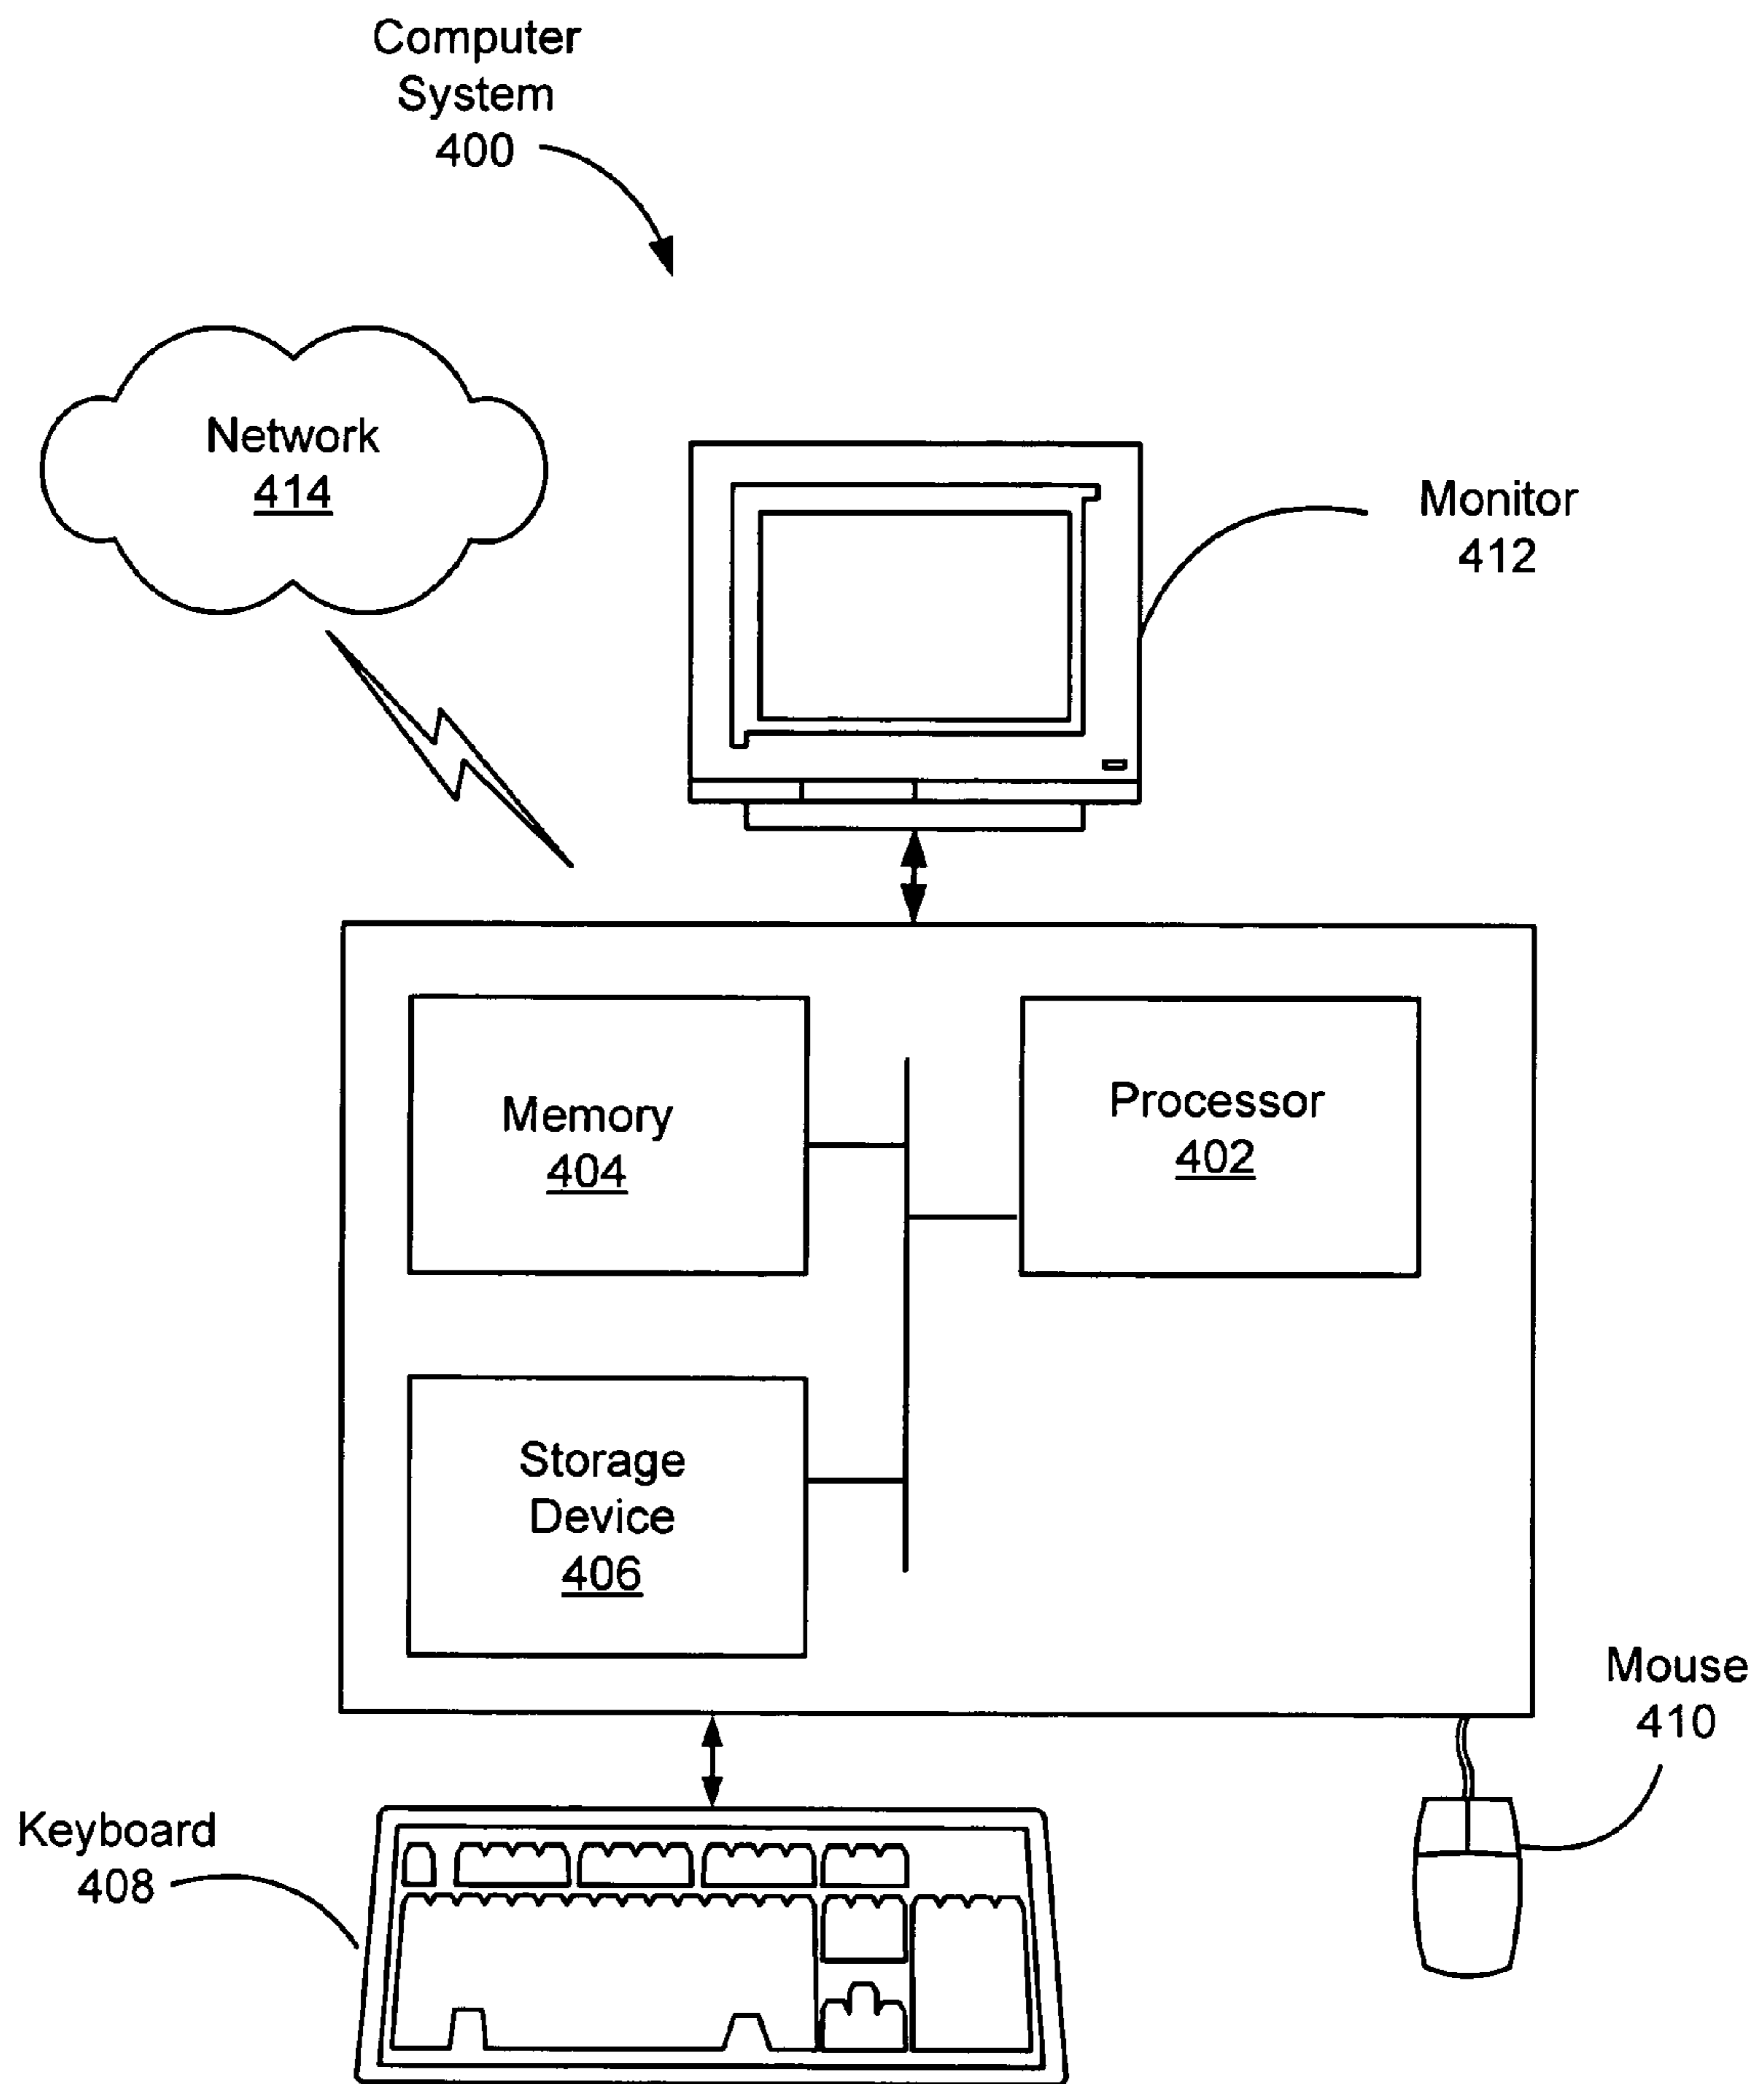 Computer
System
400
Network
414
Monitor
412
Memory
404
Processor
402
Storage
Device
406
Mouse
410
Keyboard
408